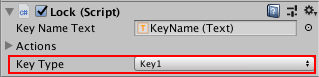 Lock (Script)
Key Name Text KeyName (Text)
Actions
Key Type Key1